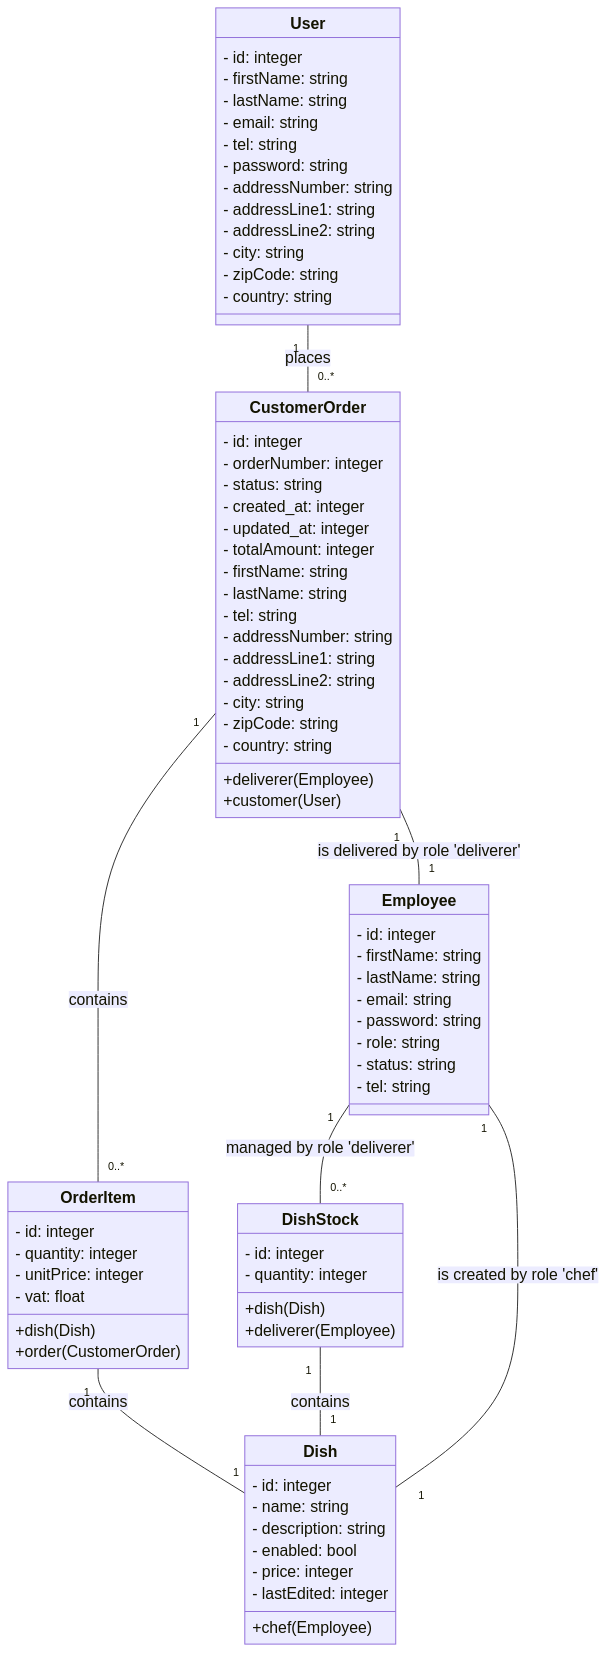 User
- id: integer
- firstName: string
- lastName: string
- email: string
- tel: string
- password: string
- addressNumber: string
- addressLine1: string
- addressLine2: string
- city: string
- zipCode: string
- country: string
1
places
0..*
CustomerOrder
- id: integer
- orderNumber: integer
- status: string
- created_at: integer
- updated_at: integer
- totalAmount: integer
- firstName: string
- lastName: string
- tel: string
- addressNumber: string
- addressLine1: string
- addressLine2: string
- city: string
- zipCode: string
- country: string
+deliverer(Employee)
+customer(User)
1
1
is delivered by role 'deliverer'
1
Employee
- id: integer
- firstName: string
- lastName: string
- email: string
- password: string
- role: string
- status: string
- tel: string
contains
0..*
1
managed by role 'deliverer'
0..*
1
is created by role 'chef'
1
OrderItem
- id: integer
- quantity: integer
- unitPrice: integer
- vat: float
+dish(Dish)
+order(CustomerOrder)
DishStock
- id: integer
- quantity: integer
+dish(Dish)
+deliverer(Employee)
1
contains
1
1
contains
1
Dish
- id: integer
- name: string
- description: string
- enabled: bool
- price: integer
- lastEdited: integer
+chef(Employee)